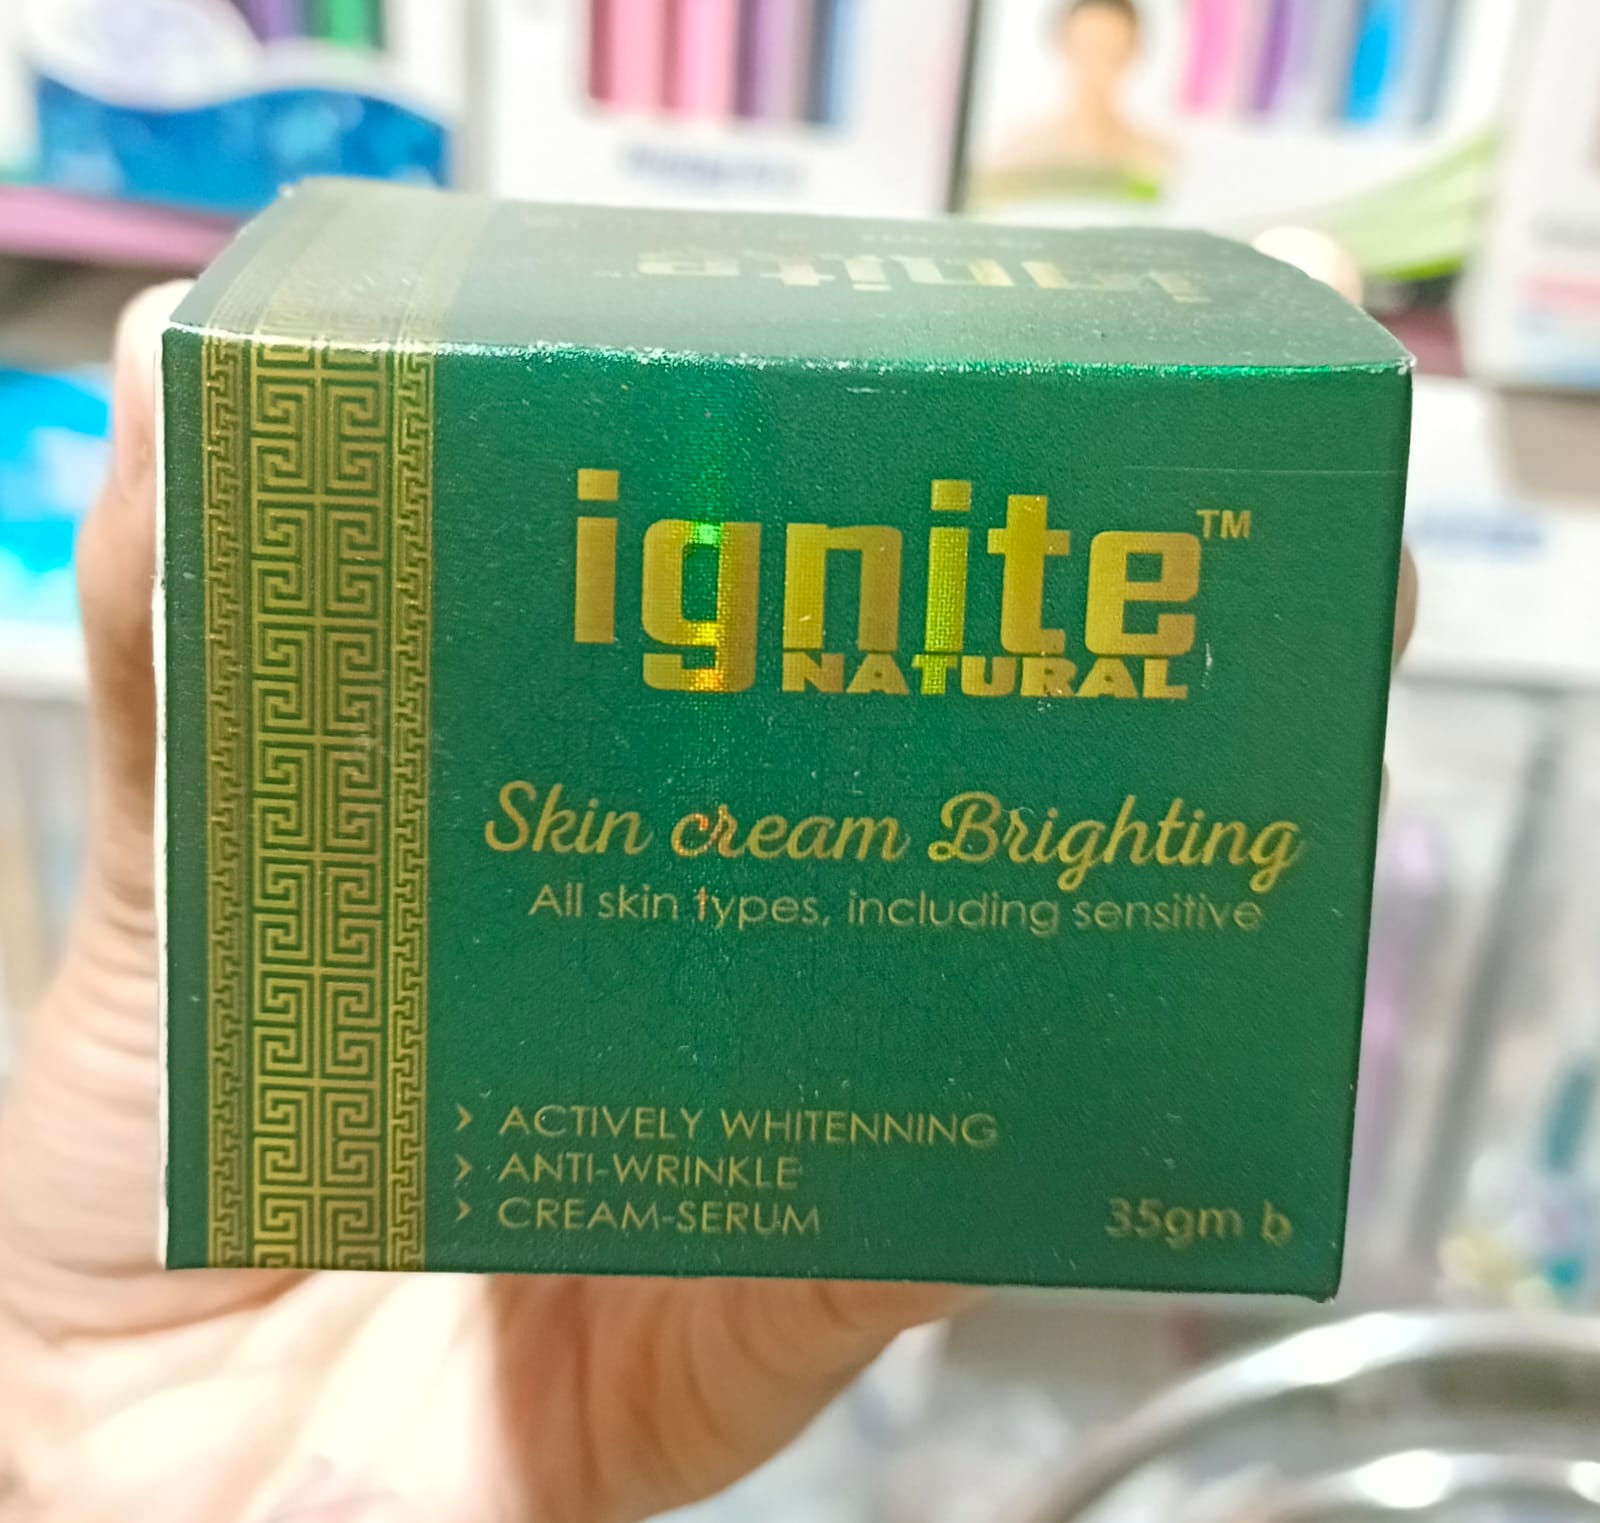 ignite™
NATURAL
Skin cream Brighting
All skin types, including sensitive
> ACTIVELY WHITENNING
> ANTI-WRINKLE
> CREAM-SERUM
35gm b